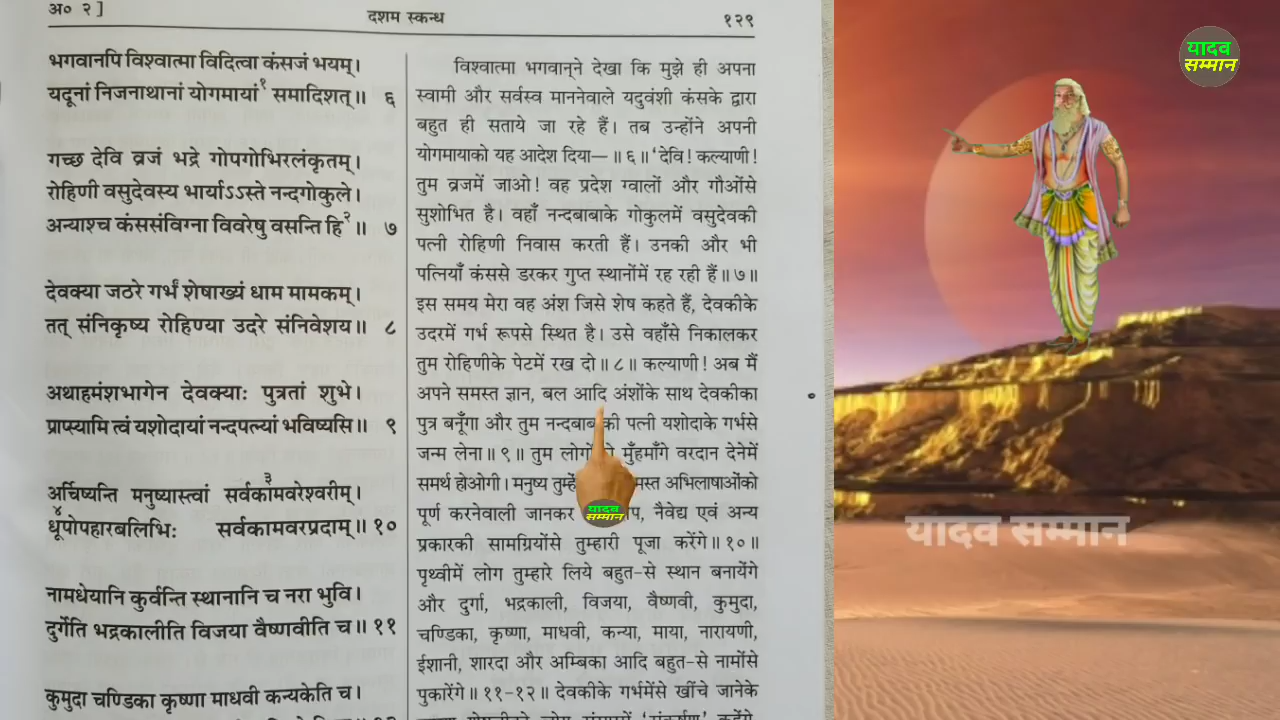 अ० २ ]
दशम स्कन्ध
१२९
भगवानपि विश्वात्मा विदित्वा कंसजं भयम्।
यदूनां निजनाथानां योगमायां१ समादिशत्॥ ६
गच्छ देवि व्रजं भद्रे गोपगोभिरलंकृतम्।
रोहिणी वसुदेवस्य भार्याऽऽस्ते नन्दगोकुले।
अन्याश्च कंससंविग्ना विवरेषु वसन्ति हि२॥ ७
देवक्या जठरे गर्भं शेषाख्यं धाम मामकम्।
तत् संनिकृष्य रोहिण्या उदरे संनिवेशय॥ ८
अथाहमंशभागेन देवक्याः पुत्रतां शुभे।
प्राप्स्यामि त्वं यशोदायां नन्दपत्न्यां भविष्यसि॥ ९
अर्चिष्यन्ति मनुष्यास्त्वां सर्वकामवरेश्वरीम्३।
धूपोपहारबलिभिः४ सर्वकामवरप्रदाम्॥ १०
नामधेयानि कुर्वन्ति स्थानानि च नरा भुवि।
दुर्गेति भद्रकालीति विजया वैष्णवीति च॥ ११
कुमुदा चण्डिका कृष्णा माधवी कन्यकेति च।
विश्वात्मा भगवान्‌ने देखा कि मुझे ही अपना
स्वामी और सर्वस्व माननेवाले यदुवंशी कंसके द्वारा
बहुत ही सताये जा रहे हैं। तब उन्होंने अपनी
योगमायाको यह आदेश दिया— ॥ ६ ॥ ‘देवि! कल्याणी!
तुम व्रजमें जाओ! वह प्रदेश ग्वालों और गौओंसे
सुशोभित है। वहाँ नन्दबाबाके गोकुलमें वसुदेवकी
पत्नी रोहिणी निवास करती हैं। उनकी और भी
पत्नियाँ कंससे डरकर गुप्त स्थानोंमें रह रही हैं॥ ७॥
इस समय मेरा वह अंश जिसे शेष कहते हैं, देवकीके
उदरमें गर्भ रूपसे स्थित है। उसे वहाँसे निकालकर
तुम रोहिणीके पेटमें रख दो॥ ८॥ कल्याणी! अब मैं
अपने समस्त ज्ञान, बल आदि अंशोंके साथ देवकीका
पुत्र बनूँगा और तुम नन्दबाबकी पत्नी यशोदाके गर्भसे
जन्म लेना॥ ९॥ तुम मुँहमाँगे वरदान देनेमें
समर्थ होओगी। मनुष्य अभिलाषाओंको
पूर्ण करनेवाली जानकर नैवेद्य एवं अन्य
प्रकारकी सामग्रियोंसे तुम्हारी पूजा करेंगे॥ १०॥
पृथ्वीमें लोग तुम्हारे लिये बहुत-से स्थान बनायेंगे
और दुर्गा, भद्रकाली, विजया, वैष्णवी, कुमुदा,
चण्डिका, कृष्णा, माधवी, कन्या, माया, नारायणी,
ईशानी, शारदा और अम्बिका आदि बहुत-से नामोंसे
पुकारेंगे॥ ११-१२॥ देवकीके गर्भमेंसे खींचे जानेके
यादव
सम्मान
यादव
सम्मान
यादव सम्मान